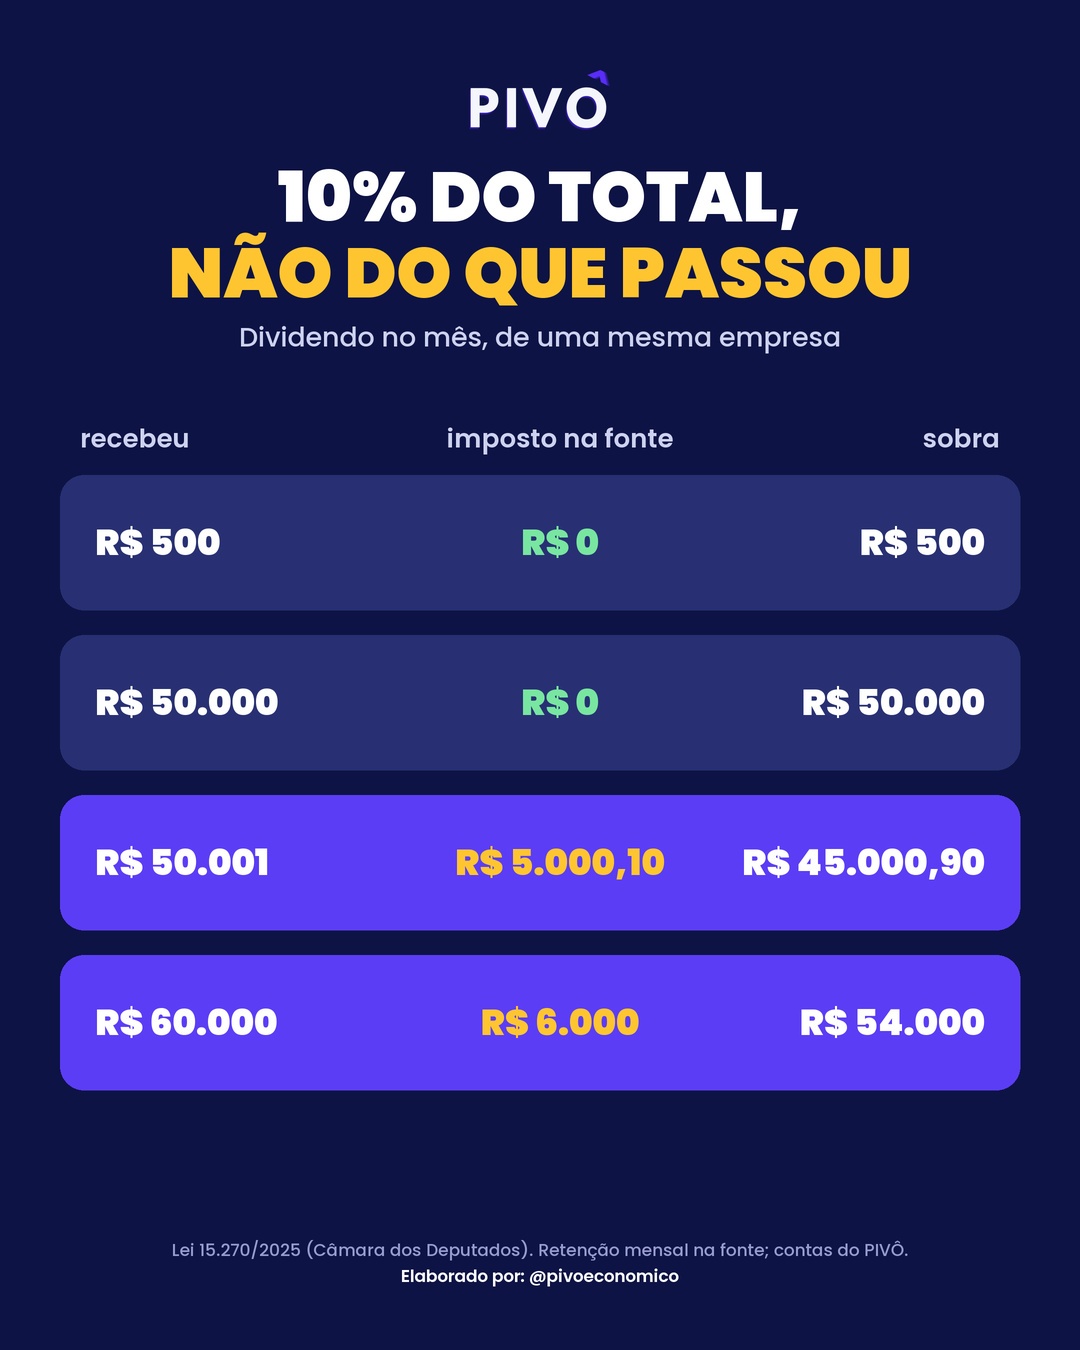 PIVÔ
10% DO TOTAL,
NÃO DO QUE PASSOU
Dividendo no mês, de uma mesma empresa
recebeu imposto na fonte sobra
R$ 500 R$ 0 R$ 500
R$ 50.000 R$ 0 R$ 50.000
R$ 50.001 R$ 5.000,10 R$ 45.000,90
R$ 60.000 R$ 6.000 R$ 54.000
Lei 15.270/2025 (Câmara dos Deputados). Retenção mensal na fonte; contas do PIVÔ.
Elaborado por: @pivoeconomico